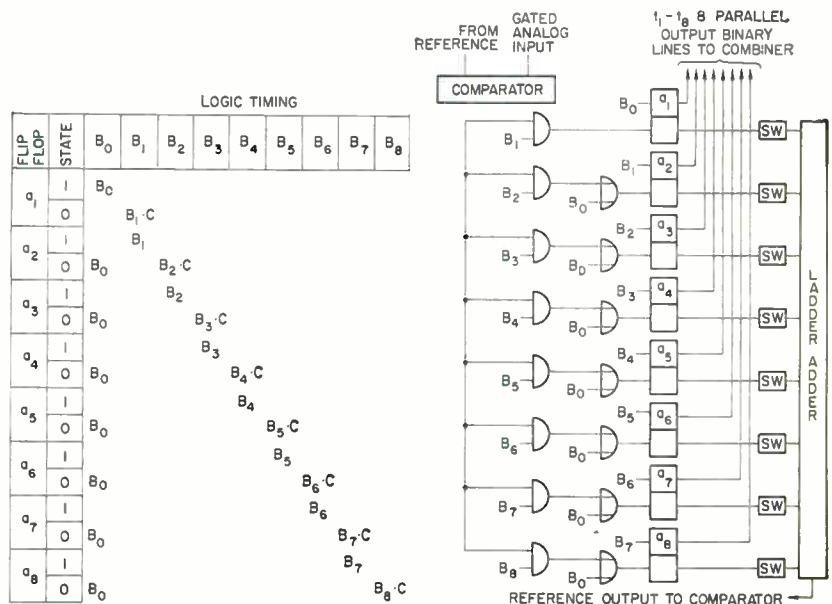 LOGIC TIMING
FLIP FLOP STATE B₀ B₁ B₂ B₃ B₄ B₅ B₆ B₇ B₈
a₁ 1 B₀
0 B₁·C
a₂ 1 B₁
0 B₀ B₂·C
a₃ 1 B₂
0 B₀ B₃·C
a₄ 1 B₃
0 B₀ B₄·C
a₅ 1 B₄
0 B₀ B₅·C
a₆ 1 B₅
0 B₀ B₆·C
a₇ 1 B₆
0 B₀ B₇·C
a₈ 1 B₇
0 B₀ B₈·C
FROM REFERENCE
GATED ANALOG INPUT
t₁-t₈ 8 PARALLEL
OUTPUT BINARY
LINES TO COMBINER
COMPARATOR
B₀ a₁
B₁ SW
B₁ a₂
B₂ B₀ SW
B₂ a₃
B₃ B₀ SW
B₃ a₄
B₄ B₀ SW
B₄ a₅
B₅ B₀ SW
B₅ a₆
B₆ B₀ SW
B₆ a₇
B₇ B₀ SW
B₇ a₈
B₈ B₀ SW
LADDER ADDER
REFERENCE OUTPUT TO COMPARATOR